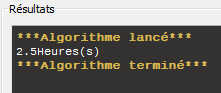 Résultats
***Algorithme lancé***
2.5Heures(s)
***Algorithme terminé***